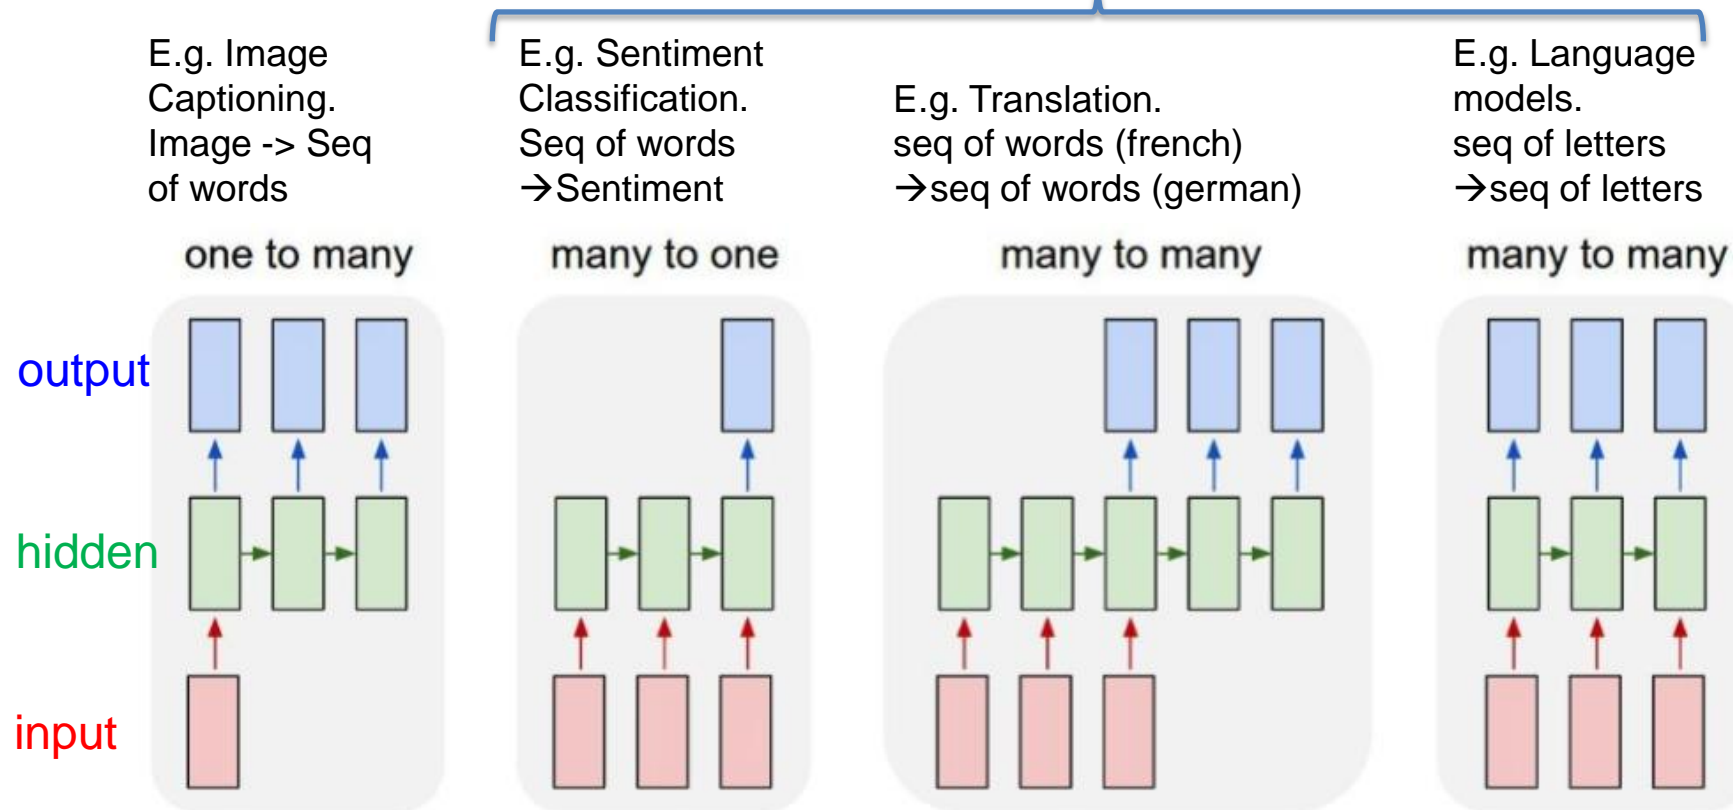 E.g. Image
Captioning.
Image -> Seq
of words
E.g. Sentiment
Classification.
Seq of words
→Sentiment
E.g. Translation.
seq of words (french)
→seq of words (german)
E.g. Language
models.
seq of letters
→seq of letters
one to many
many to one
many to many
many to many
output
hidden
input